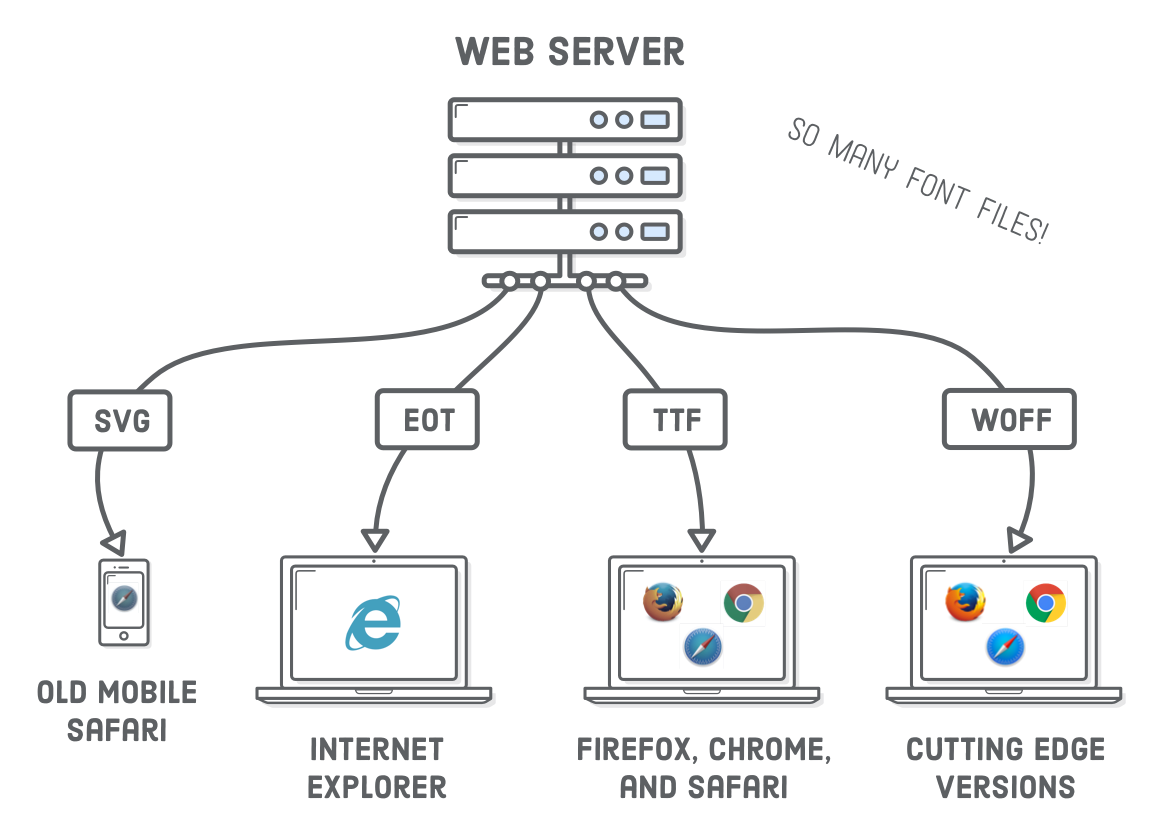 WEB SERVER
SO MANY FONT FILES!
SVG
EOT
TTF
WOFF
OLD MOBILE
SAFARI
INTERNET
EXPLORER
FIREFOX, CHROME,
AND SAFARI
CUTTING EDGE
VERSIONS